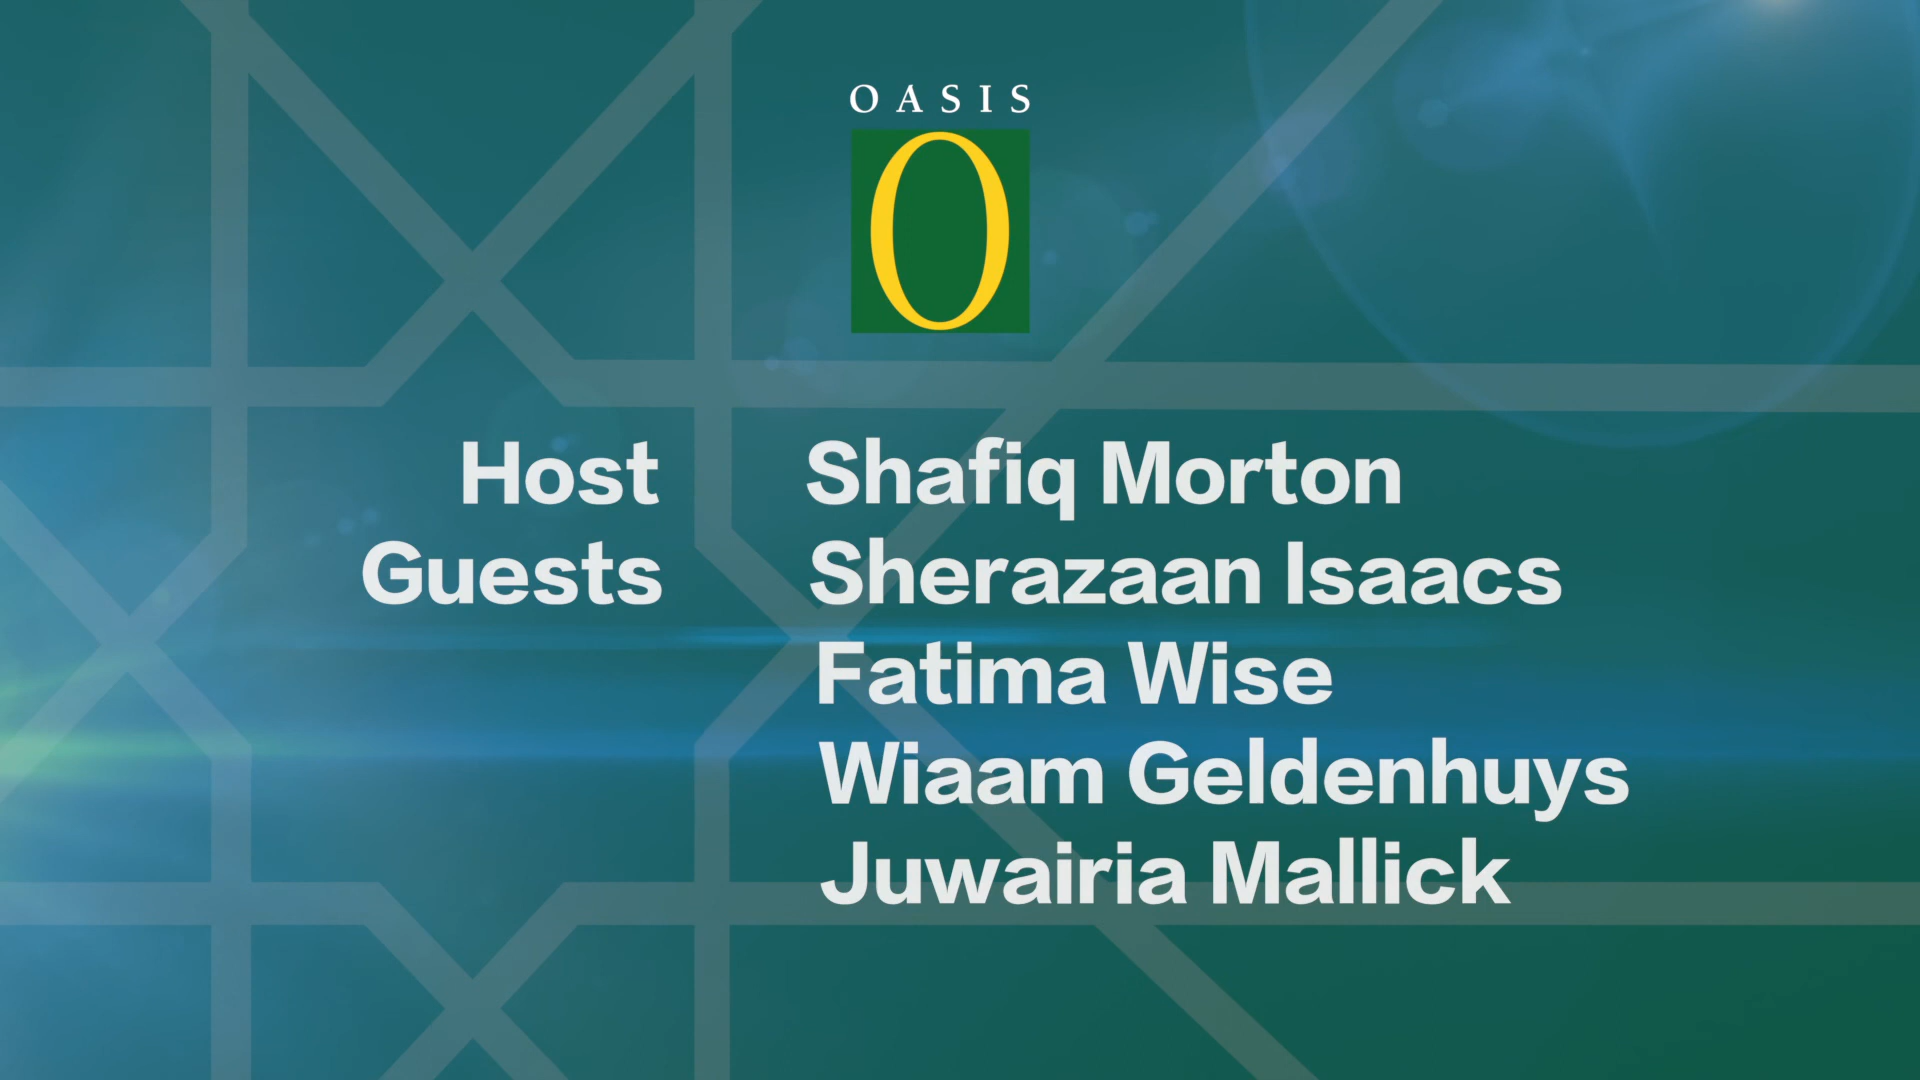 OASIS
O
Host Shafiq Morton
Guests Sherazaan Isaacs
Fatima Wise
Wiaam Geldenhuys
Juwairia Mallick